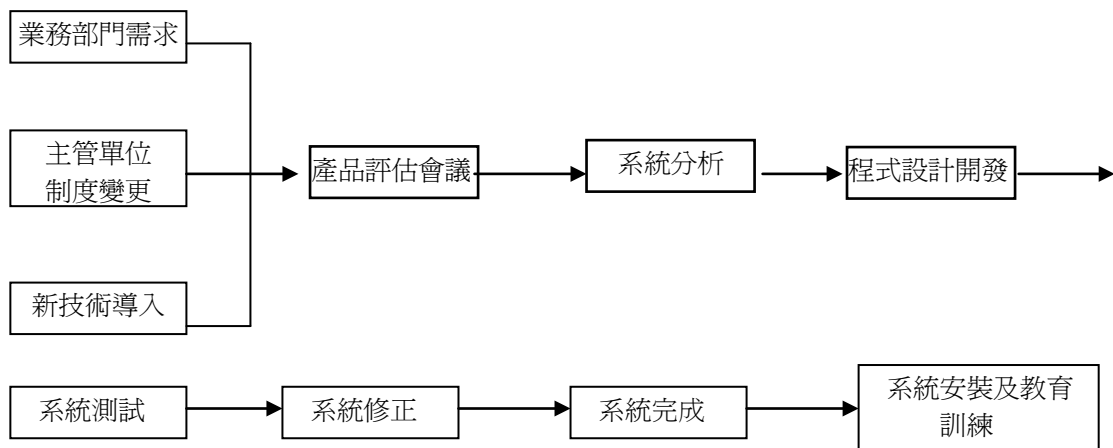 業務部門需求
主管單位
制度變更
新技術導入
產品評估會議
系統分析
程式設計開發
系統測試
系統修正
系統完成
系統安裝及教育
訓練